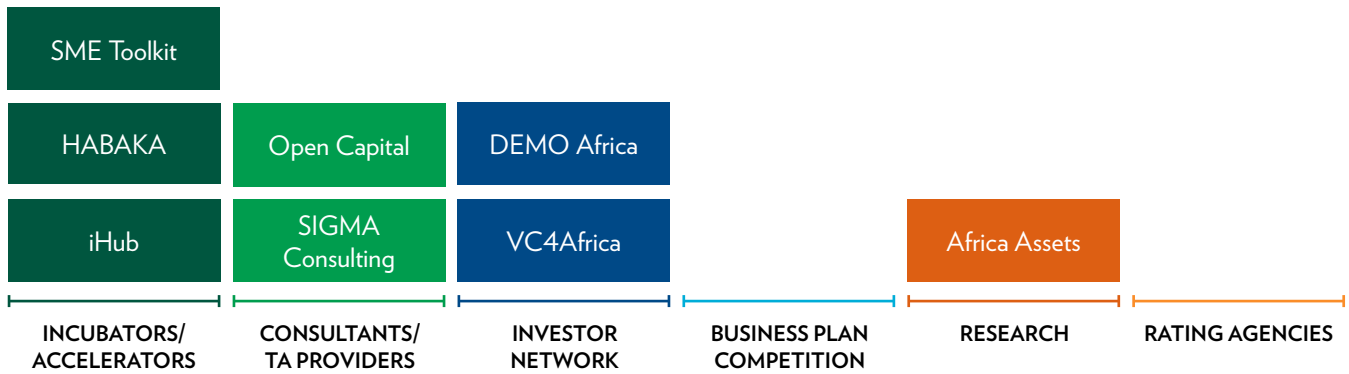 SME Toolkit
HABAKA
Open Capital
DEMO Africa
iHub
SIGMA
Consulting
VC4Africa
Africa Assets
INCUBATORS/
ACCELERATORS
CONSULTANTS/
TA PROVIDERS
INVESTOR
NETWORK
BUSINESS PLAN
COMPETITION
RESEARCH
RATING AGENCIES